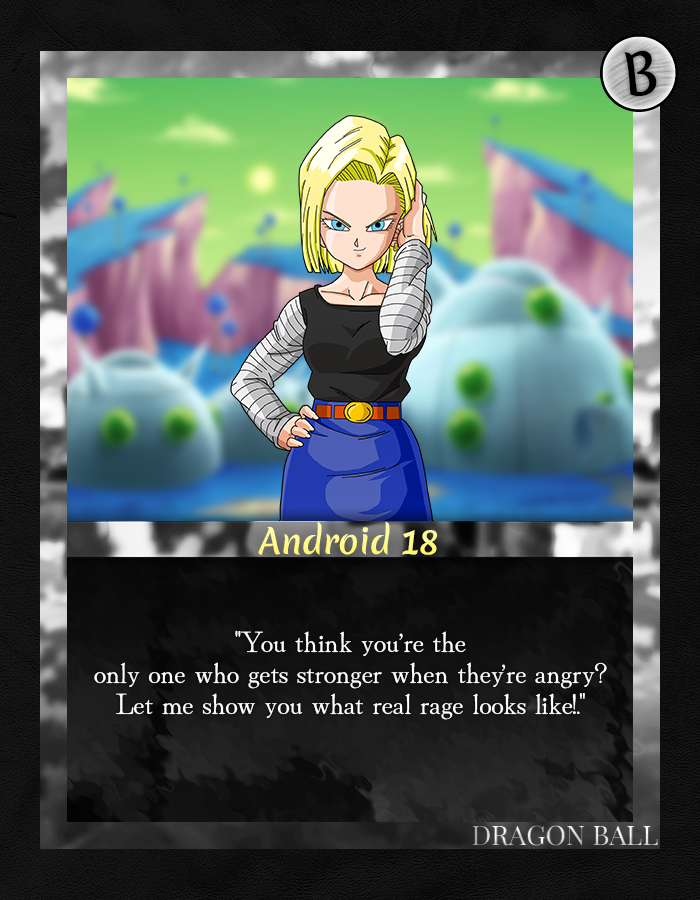 B
Android 18
"You think you're the
only one who gets stronger when they're angry?
Let me show you what real rage looks like!."
DRAGON BALL